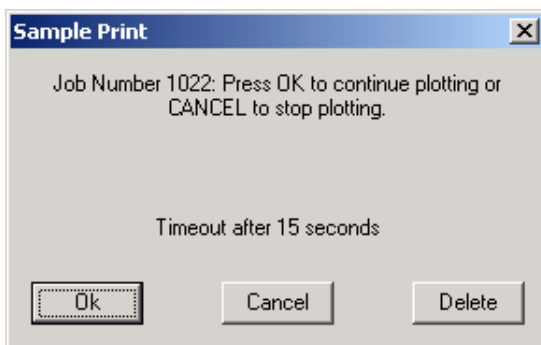 Sample Print
Job Number 1022: Press OK to continue plotting or
CANCEL to stop plotting.
Timeout after 15 seconds
Ok
Cancel
Delete